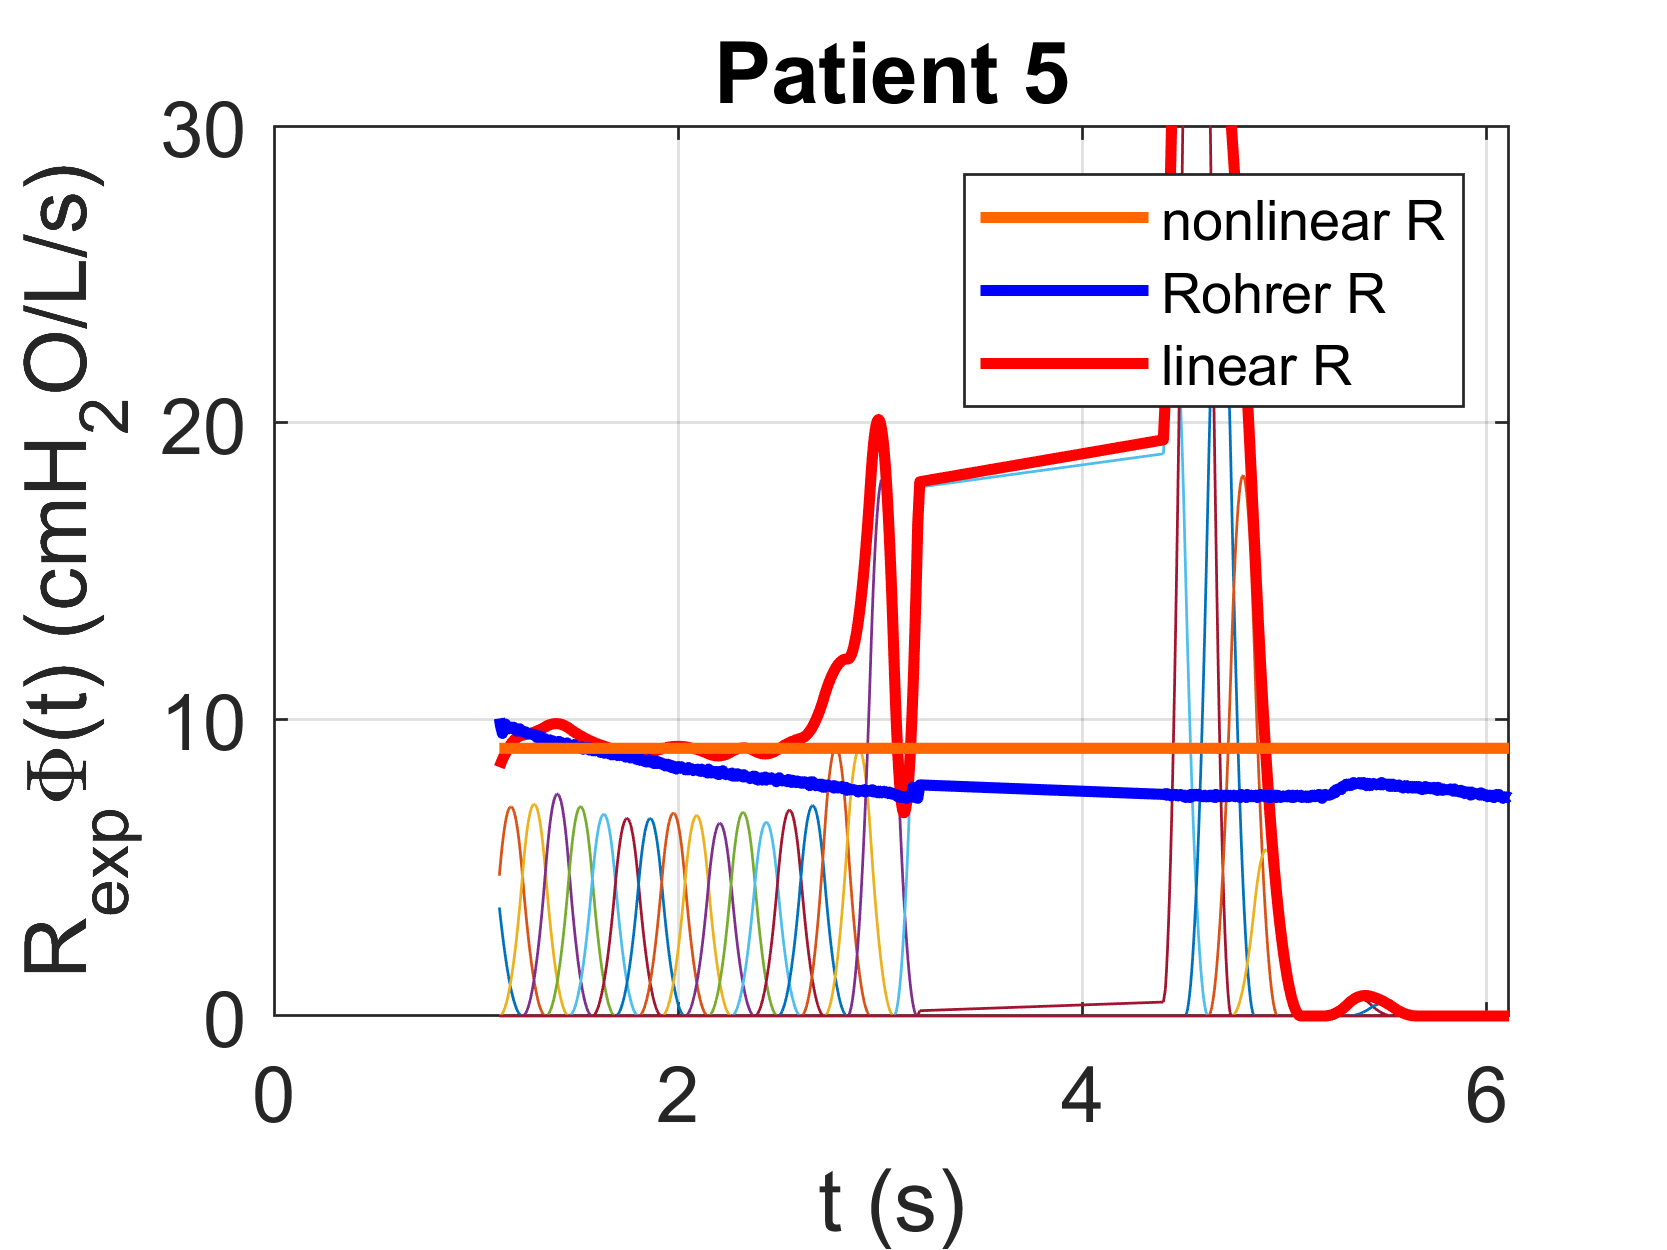 Patient 5
30
20
10
0
R_exp Φ(t) (cmH_2O/L/s)
nonlinear R
Rohrer R
linear R
0 2 4 6
t (s)